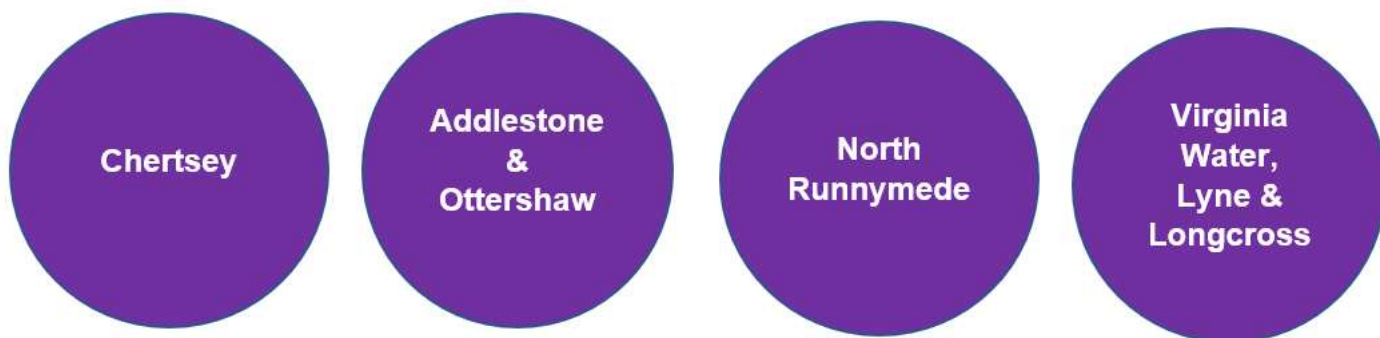 Chertsey
Addlestone
&
Ottershaw
North
Runnymede
Virginia
Water,
Lyne &
Longcross